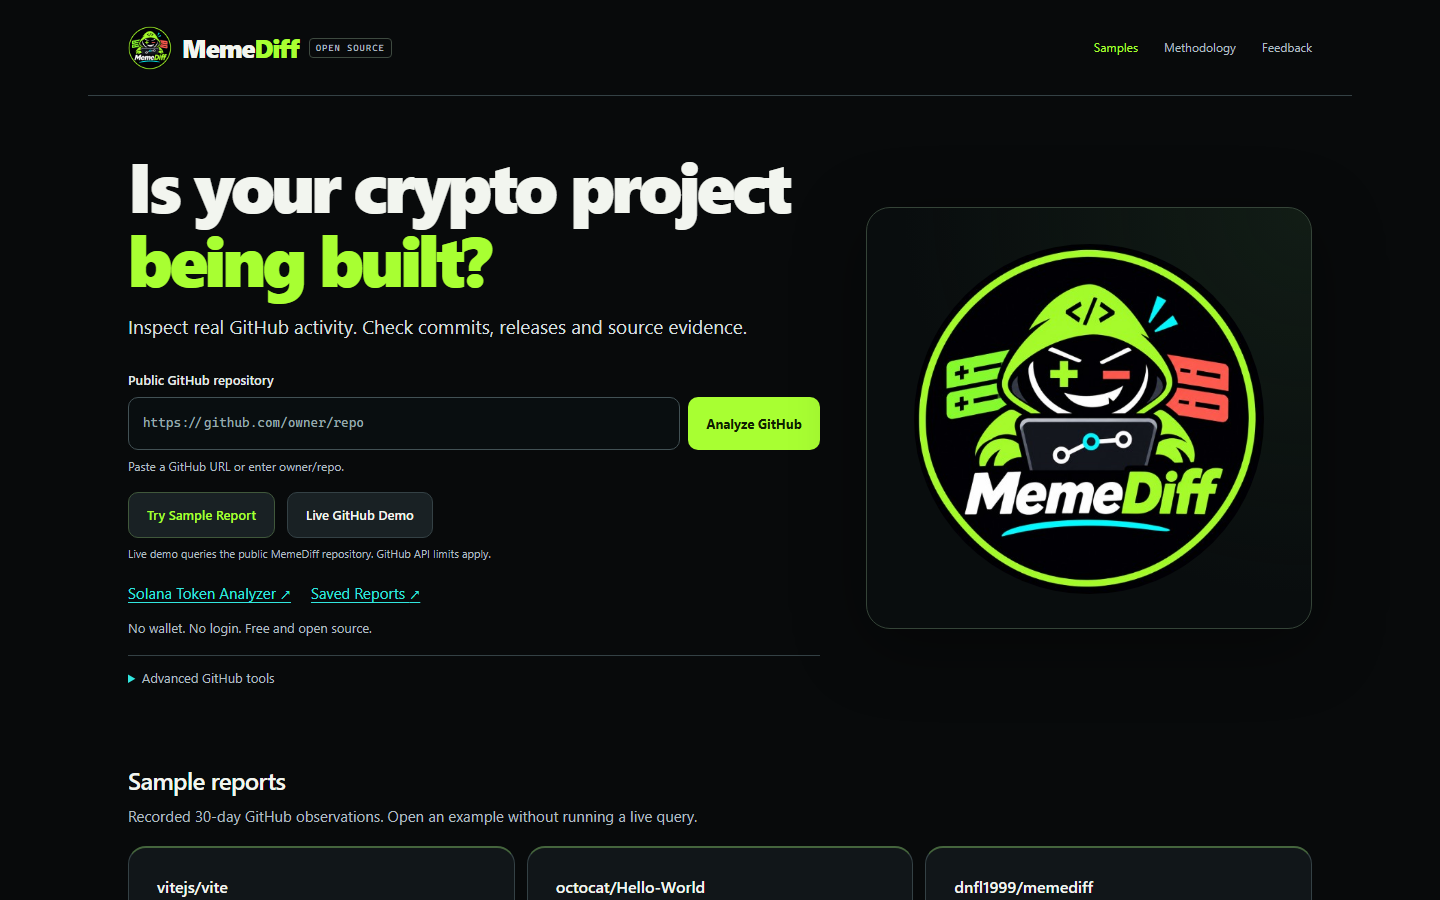 MemeDiff
MemeDiff OPEN SOURCE
Samples Methodology Feedback
Is your crypto project
being built?
Inspect real GitHub activity. Check commits, releases and source evidence.
Public GitHub repository
https://github.com/owner/repo
Analyze GitHub
Paste a GitHub URL or enter owner/repo.
Try Sample Report Live GitHub Demo
Live demo queries the public MemeDiff repository. GitHub API limits apply.
Solana Token Analyzer ↗ Saved Reports ↗
No wallet. No login. Free and open source.
▶ Advanced GitHub tools
</>
MemeDiff
Sample reports
Recorded 30-day GitHub observations. Open an example without running a live query.
vitejs/vite
octocat/Hello-World
dnfl1999/memediff